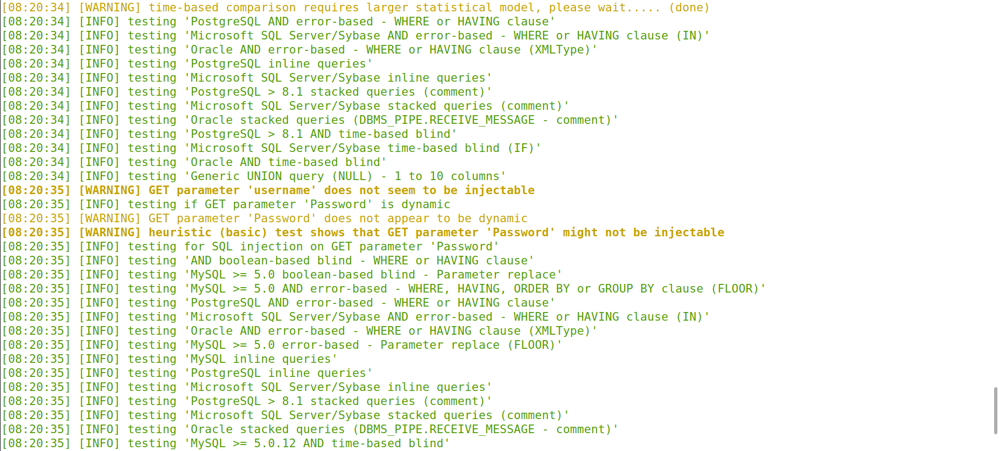 [08:20:34] [WARNING] time-based comparison requires larger statistical model, please wait..... (done)
[08:20:34] [INFO] testing 'PostgreSQL AND error-based - WHERE or HAVING clause'
[08:20:34] [INFO] testing 'Microsoft SQL Server/Sybase AND error-based - WHERE or HAVING clause (IN)'
[08:20:34] [INFO] testing 'Oracle AND error-based - WHERE or HAVING clause (XMLType)'
[08:20:34] [INFO] testing 'PostgreSQL inline queries'
[08:20:34] [INFO] testing 'Microsoft SQL Server/Sybase inline queries'
[08:20:34] [INFO] testing 'PostgreSQL > 8.1 stacked queries (comment)'
[08:20:34] [INFO] testing 'Microsoft SQL Server/Sybase stacked queries (comment)'
[08:20:34] [INFO] testing 'Oracle stacked queries (DBMS_PIPE.RECEIVE_MESSAGE - comment)'
[08:20:34] [INFO] testing 'PostgreSQL > 8.1 AND time-based blind'
[08:20:34] [INFO] testing 'Microsoft SQL Server/Sybase time-based blind (IF)'
[08:20:34] [INFO] testing 'Oracle AND time-based blind'
[08:20:34] [INFO] testing 'Generic UNION query (NULL) - 1 to 10 columns'
[08:20:35] [WARNING] GET parameter 'username' does not seem to be injectable
[08:20:35] [INFO] testing if GET parameter 'Password' is dynamic
[08:20:35] [WARNING] GET parameter 'Password' does not appear to be dynamic
[08:20:35] [WARNING] heuristic (basic) test shows that GET parameter 'Password' might not be injectable
[08:20:35] [INFO] testing for SQL injection on GET parameter 'Password'
[08:20:35] [INFO] testing 'AND boolean-based blind - WHERE or HAVING clause'
[08:20:35] [INFO] testing 'MySQL >= 5.0 boolean-based blind - Parameter replace'
[08:20:35] [INFO] testing 'MySQL >= 5.0 AND error-based - WHERE, HAVING, ORDER BY or GROUP BY clause (FLOOR)'
[08:20:35] [INFO] testing 'PostgreSQL AND error-based - WHERE or HAVING clause'
[08:20:35] [INFO] testing 'Microsoft SQL Server/Sybase AND error-based - WHERE or HAVING clause (IN)'
[08:20:35] [INFO] testing 'Oracle AND error-based - WHERE or HAVING clause (XMLType)'
[08:20:35] [INFO] testing 'MySQL >= 5.0 error-based - Parameter replace (FLOOR)'
[08:20:35] [INFO] testing 'MySQL inline queries'
[08:20:35] [INFO] testing 'PostgreSQL inline queries'
[08:20:35] [INFO] testing 'Microsoft SQL Server/Sybase inline queries'
[08:20:35] [INFO] testing 'PostgreSQL > 8.1 stacked queries (comment)'
[08:20:35] [INFO] testing 'Microsoft SQL Server/Sybase stacked queries (comment)'
[08:20:35] [INFO] testing 'Oracle stacked queries (DBMS_PIPE.RECEIVE_MESSAGE - comment)'
[08:20:35] [INFO] testing 'MySQL >= 5.0.12 AND time-based blind'